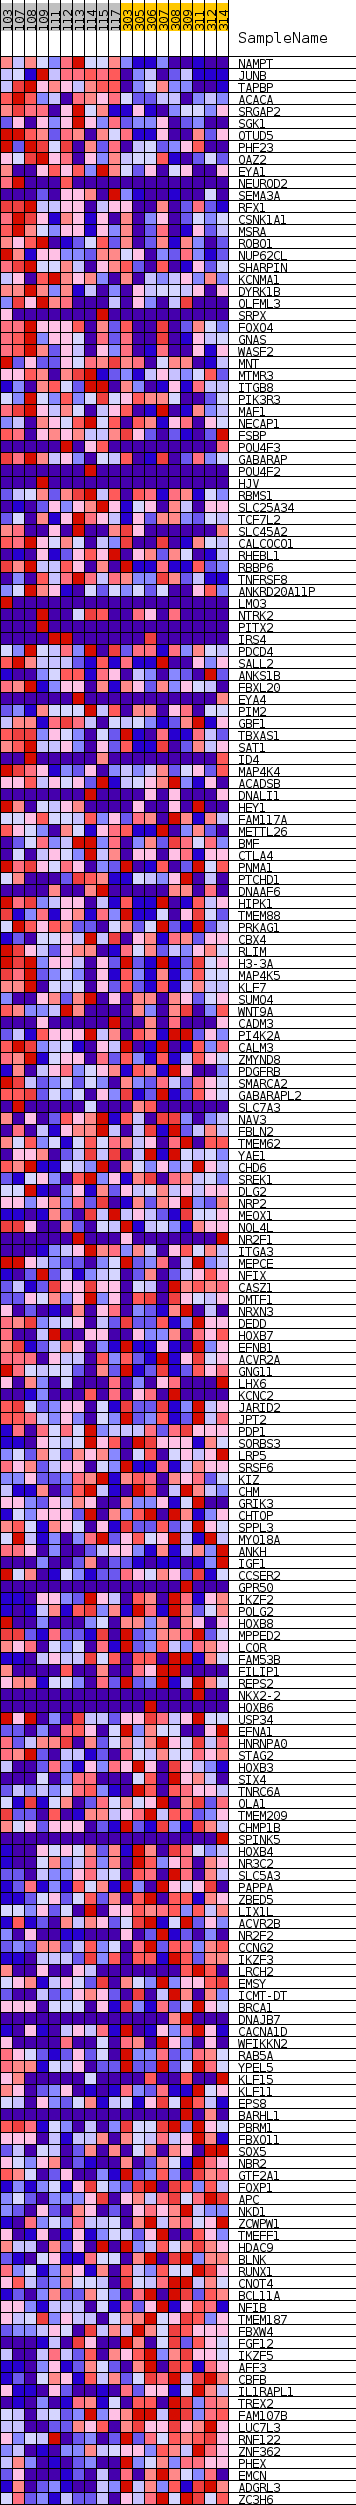 103 107 108 109 111 112 113 114 115 117 303 305 306 307 308 309 311 312 314
SampleName
NAMPT
JUNB
TAPBP
ACACA
SRGAP2
SGK1
OTUD5
PHF23
OAZ2
EYA1
NEUROD2
SEMA3A
RFX1
CSNK1A1
MSRA
ROBO1
NUP62CL
SHARPIN
KCNMA1
DYRK1B
OLFML3
SRPX
FOXO4
GNAS
WASF2
MNT
MTMR3
ITGB8
PIK3R3
MAF1
NECAP1
FSBP
POU4F3
GABARAP
POU4F2
HJV
RBMS1
SLC25A34
TCF7L2
SLC45A2
CALCOCO1
RHEBL1
RBBP6
TNFRSF8
ANKRD20A11P
LMO3
NTRK2
PITX2
IRS4
PDCD4
SALL2
ANKS1B
FBXL20
EYA4
PIM2
GBF1
TBXAS1
SAT1
ID4
MAP4K4
ACADSB
DNALI1
HEY1
FAM117A
METTL26
BMF
CTLA4
PNMA1
PTCHD1
DNAAF6
HIPK1
TMEM88
PRKAG1
CBX4
RLIM
H3-3A
MAP4K5
KLF7
SUMO4
WNT9A
CADM3
PI4K2A
CALM3
ZMYND8
PDGFRB
SMARCA2
GABARAPL2
SLC7A3
NAV3
FBLN2
TMEM62
YAE1
CHD6
SREK1
DLG2
NRP2
MEOX1
NOL4L
NR2F1
ITGA3
MEPCE
NFIX
CASZ1
DMTF1
NRXN3
DEDD
HOXB7
EFNB1
ACVR2A
GNG11
LHX6
KCNC2
JARID2
JPT2
PDP1
SORBS3
LRP5
SRSF6
KIZ
CHM
GRIK3
CHTOP
SPPL3
MYO18A
ANKH
IGF1
CCSER2
GPR50
IKZF2
POLG2
HOXB8
MPPED2
LCOR
FAM53B
FILIP1
REPS2
NKX2-2
HOXB6
USP34
EFNA1
HNRNPA0
STAG2
HOXB3
SIX4
TNRC6A
OLA1
TMEM209
CHMP1B
SPINK5
HOXB4
NR3C2
SLC5A3
PAPPA
ZBED5
LIX1L
ACVR2B
NR2F2
CCNG2
IKZF3
LRCH2
EMSY
ICMT-DT
BRCA1
DNAJB7
CACNA1D
WFIKKN2
RAB5A
YPEL5
KLF15
KLF11
EPS8
BARHL1
PBRM1
FBXO11
SOX5
NBR2
GTF2A1
FOXP1
APC
NKD1
ZCWPW1
TMEFF1
HDAC9
BLNK
RUNX1
CNOT4
BCL11A
NFIB
TMEM187
FBXW4
FGF12
IKZF5
AFF3
CBFB
IL1RAPL1
TREX2
FAM107B
LUC7L3
RNF122
ZNF362
PHEX
EMCN
ADGRL3
ZC3H6